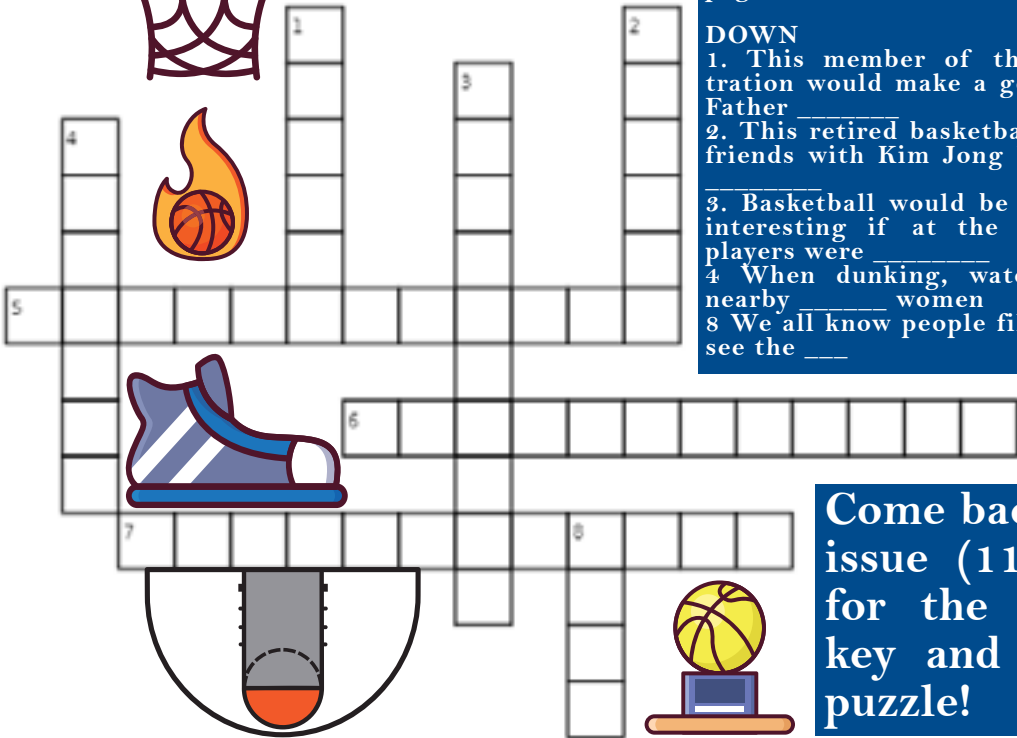 1
2
3
4
5
6
7
8
DOWN
1. This member of th
tration would make a g
Father _______
2. This retired basketba
friends with Kim Jong
________
3. Basketball would be
interesting if at the
players were ________
4 When dunking, wat
nearby ______ women
8 We all know people fi
see the ___
Come ba
issue (11
for the
key and
puzzle!